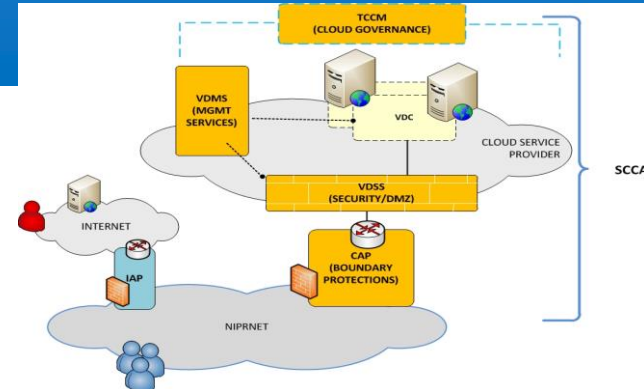 TCCM
(CLOUD GOVERNANCE)
VDMS
(MGMT
SERVICES)
VDC
CLOUD SERVICE
PROVIDER
SCCA
VDSS
(SECURITY/DMZ)
INTERNET
IAP
CAP
(BOUNDARY
PROTECTIONS)
NIPRNET